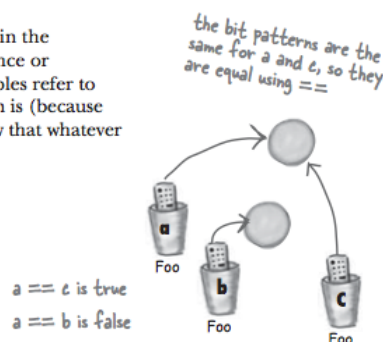 in the
nce or
bles refer to
n is (because
that whatever
the bit patterns are the
same for a and c, so they
are equal using ==
a
Foo
b
Foo
c
Foo
a == c is true
a == b is false